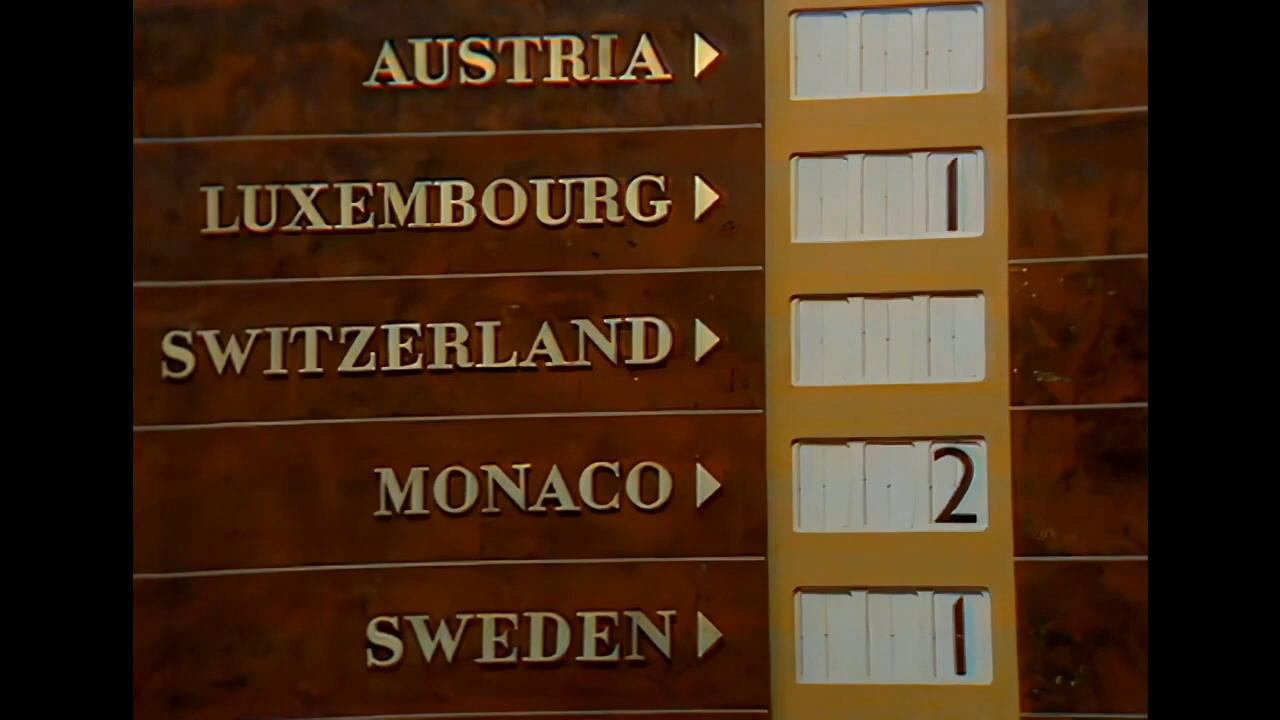 AUSTRIA
LUXEMBOURG 1
SWITZERLAND
MONACO 2
SWEDEN 1